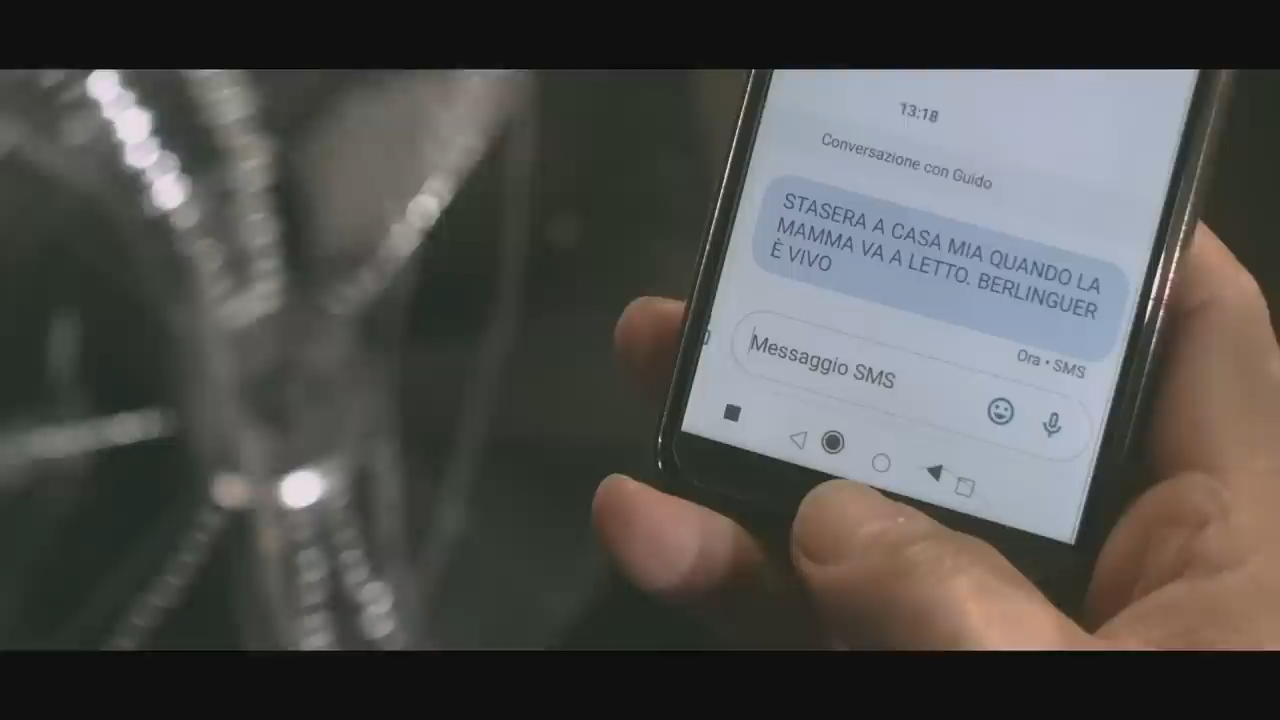 13:18
Conversazione con Guido
STASERA A CASA MIA QUANDO LA
MAMMA VA A LETTO. BERLINGUER
È VIVO
Ora • SMS
Messaggio SMS